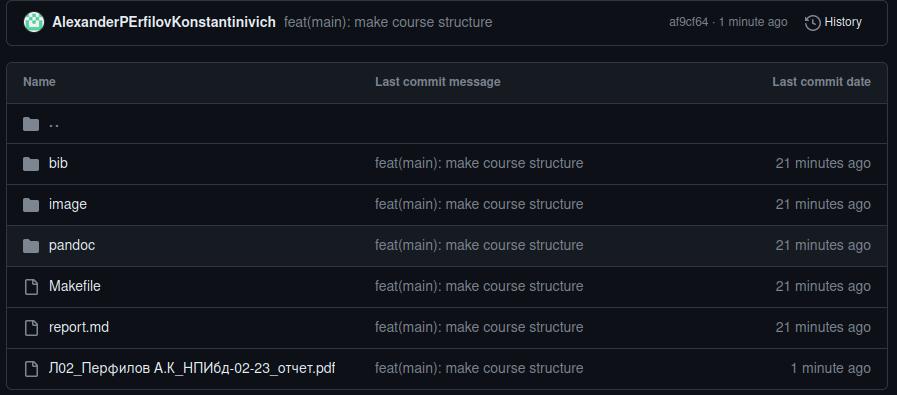 AlexanderPErfilovKonstantinivich feat(main): make course structure af9cf64 · 1 minute ago History
Name Last commit message Last commit date
..
bib feat(main): make course structure 21 minutes ago
image feat(main): make course structure 21 minutes ago
pandoc feat(main): make course structure 21 minutes ago
Makefile feat(main): make course structure 21 minutes ago
report.md feat(main): make course structure 21 minutes ago
Л02_Перфилов А.К_НПИбд-02-23_отчет.pdf feat(main): make course structure 1 minute ago